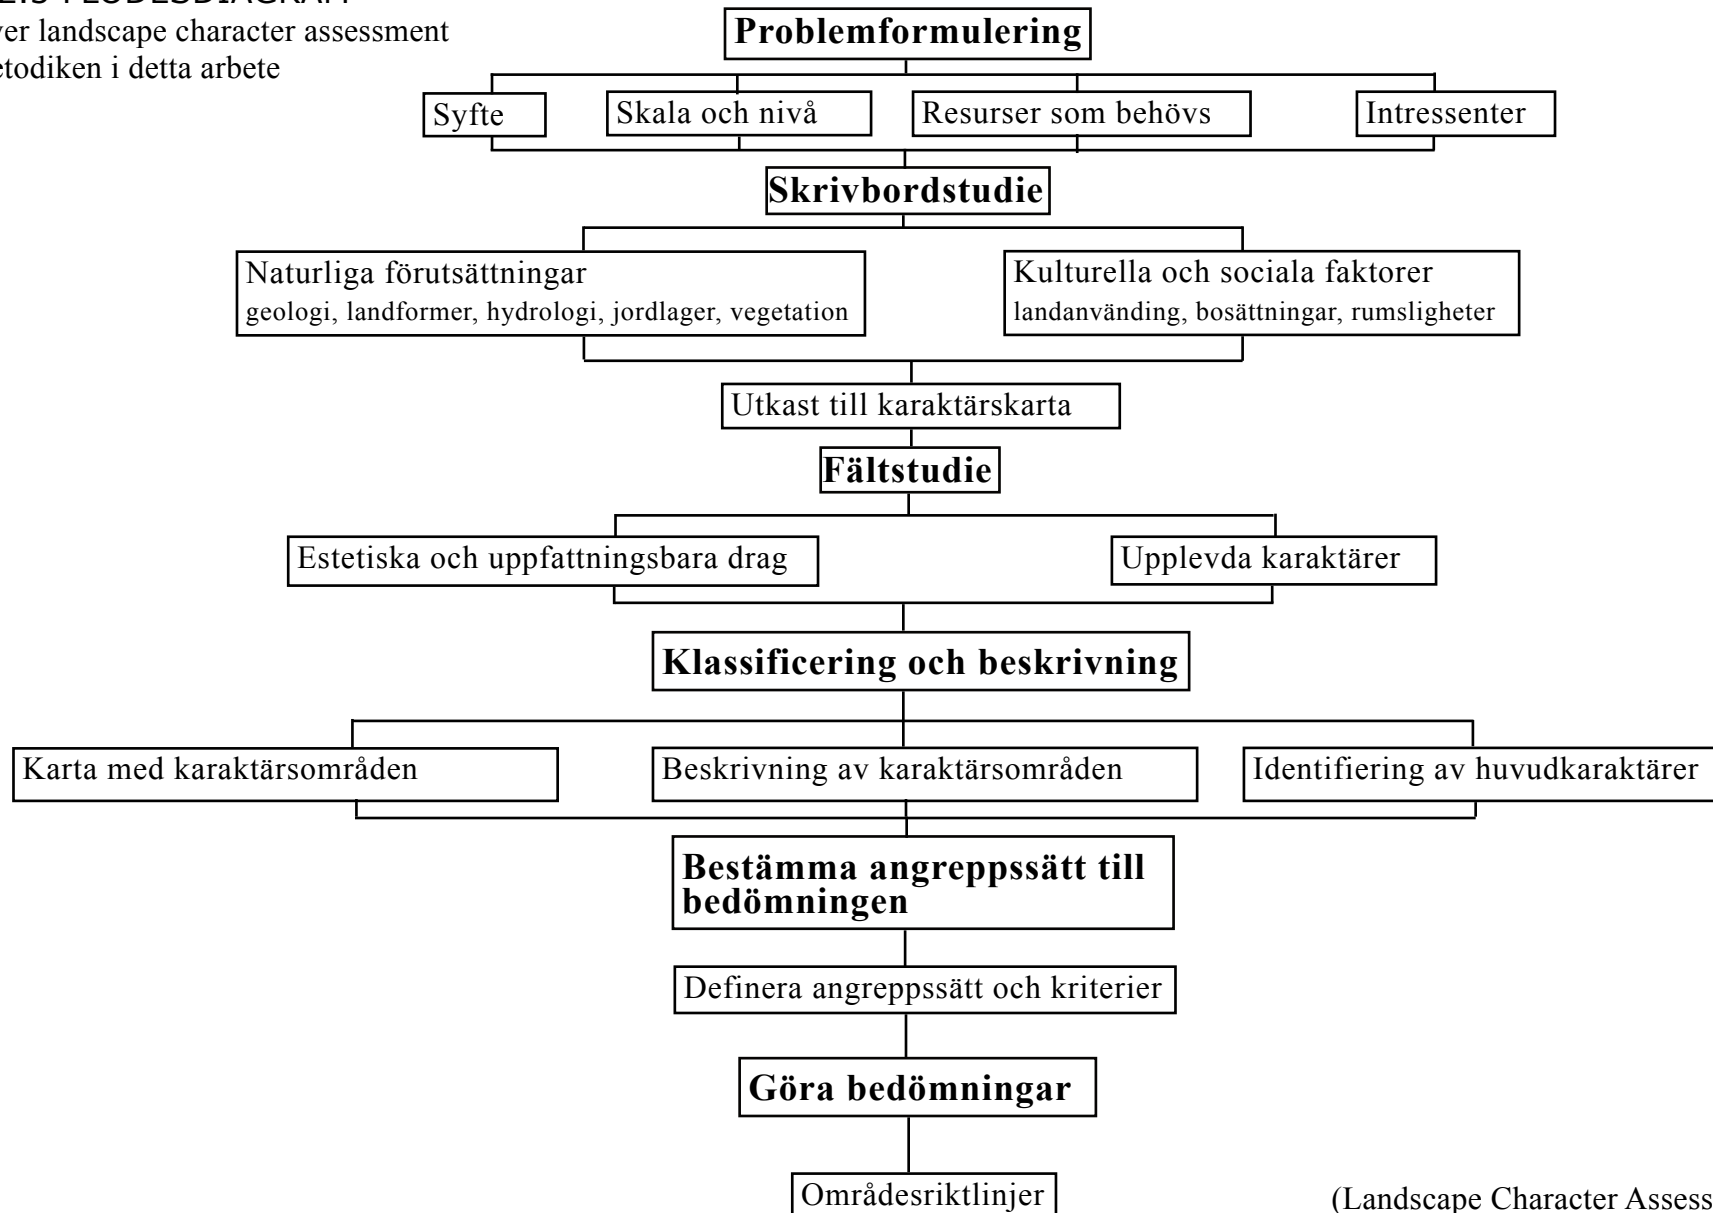 FLÖDESDIAGRAM
landscape character assessment
i detta arbete
Problemformulering
Syfte
Skala och nivå
Resurser som behövs
Intressenter
Skrivbordstudie
Naturliga förutsättningar
geologi, landformer, hydrologi, jordlager, vegetation
Kulturella och sociala faktorer
landanvänding, bosättningar, rumsligheter
Utkast till karaktärskarta
Fältstudie
Estetiska och uppfattningsbara drag
Upplevda karaktärer
Klassificering och beskrivning
Karta med karaktärsområden
Beskrivning av karaktärsområden
Identifiering av huvudkaraktärer
Bestämma angreppssätt till
bedömningen
Definera angreppssätt och kriterier
Göra bedömningar
Områdesriktlinjer
(Landscape Character Assess